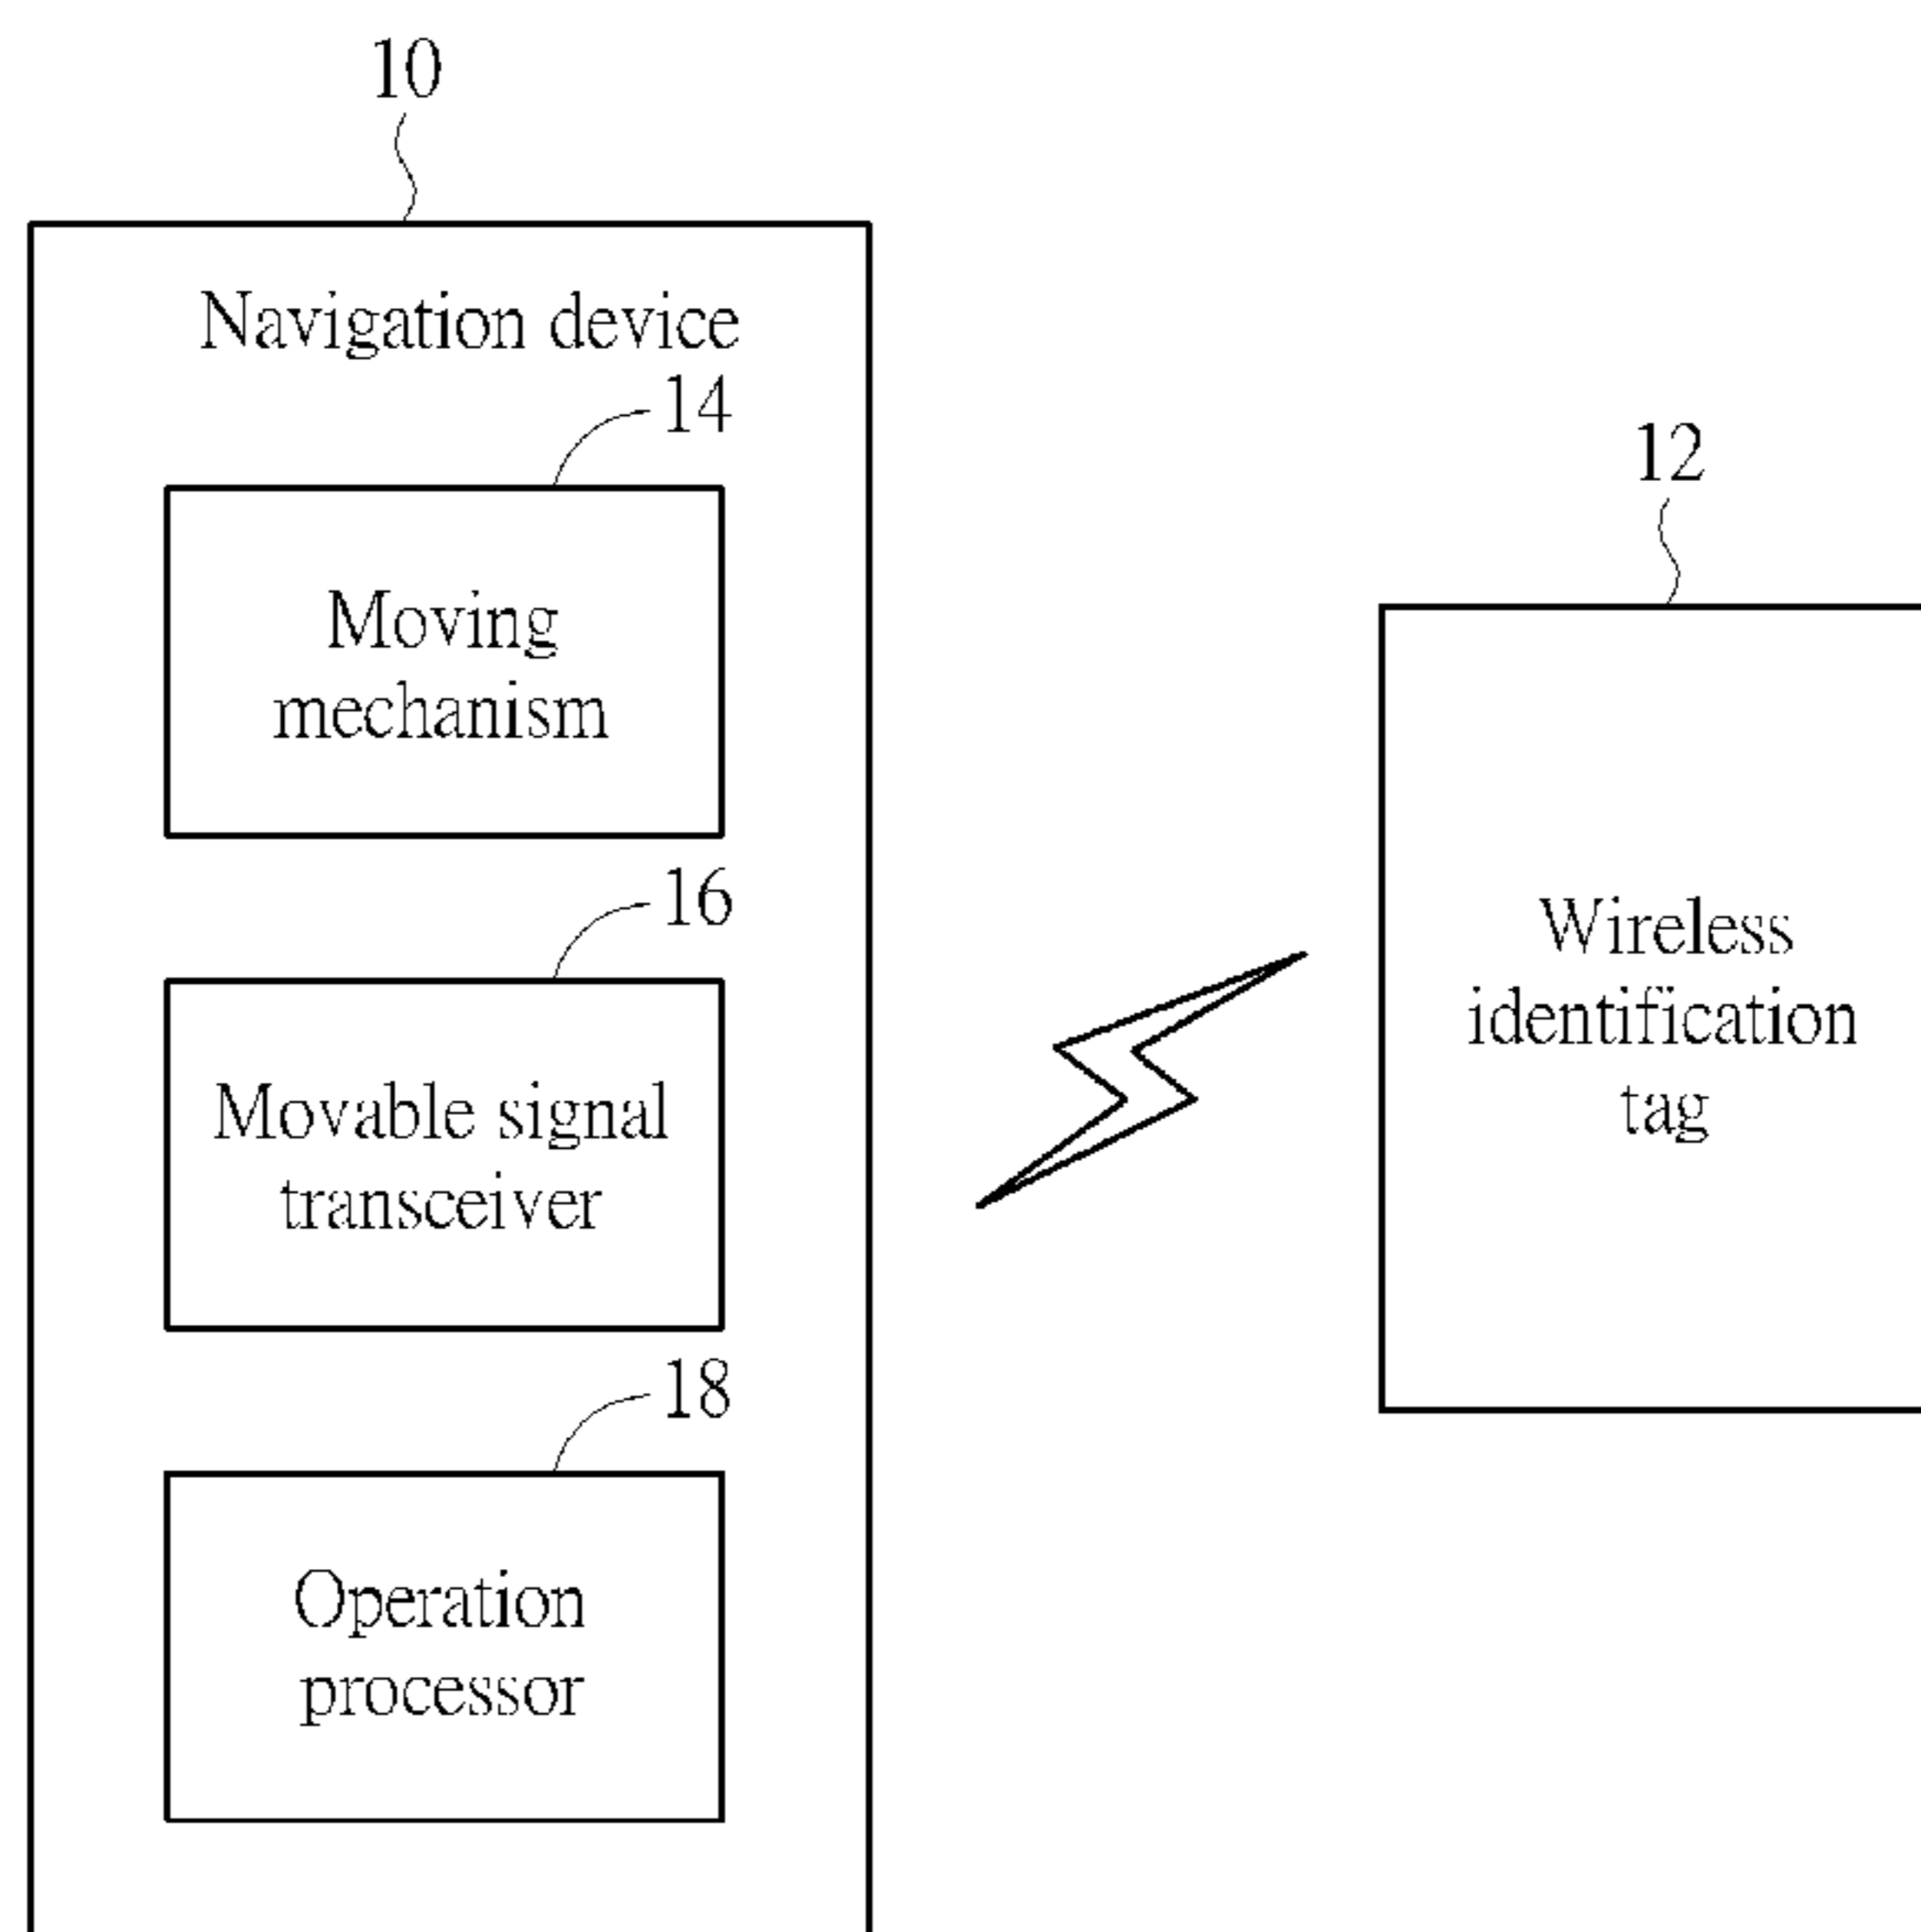 10
Navigation device
14
Moving
mechanism
16
Movable signal
transceiver
18
Operation
processor
12
Wireless
identification
tag